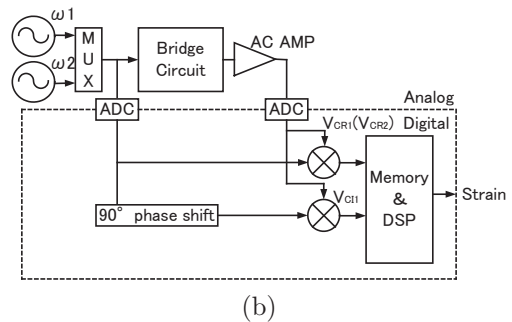 ω1
ω2
M
U
X
Bridge
Circuit
AC AMP
ADC
ADC
Analog
Digital
VCR1(VCR2)
VCI1
90° phase shift
Memory
&
DSP
Strain
(b)